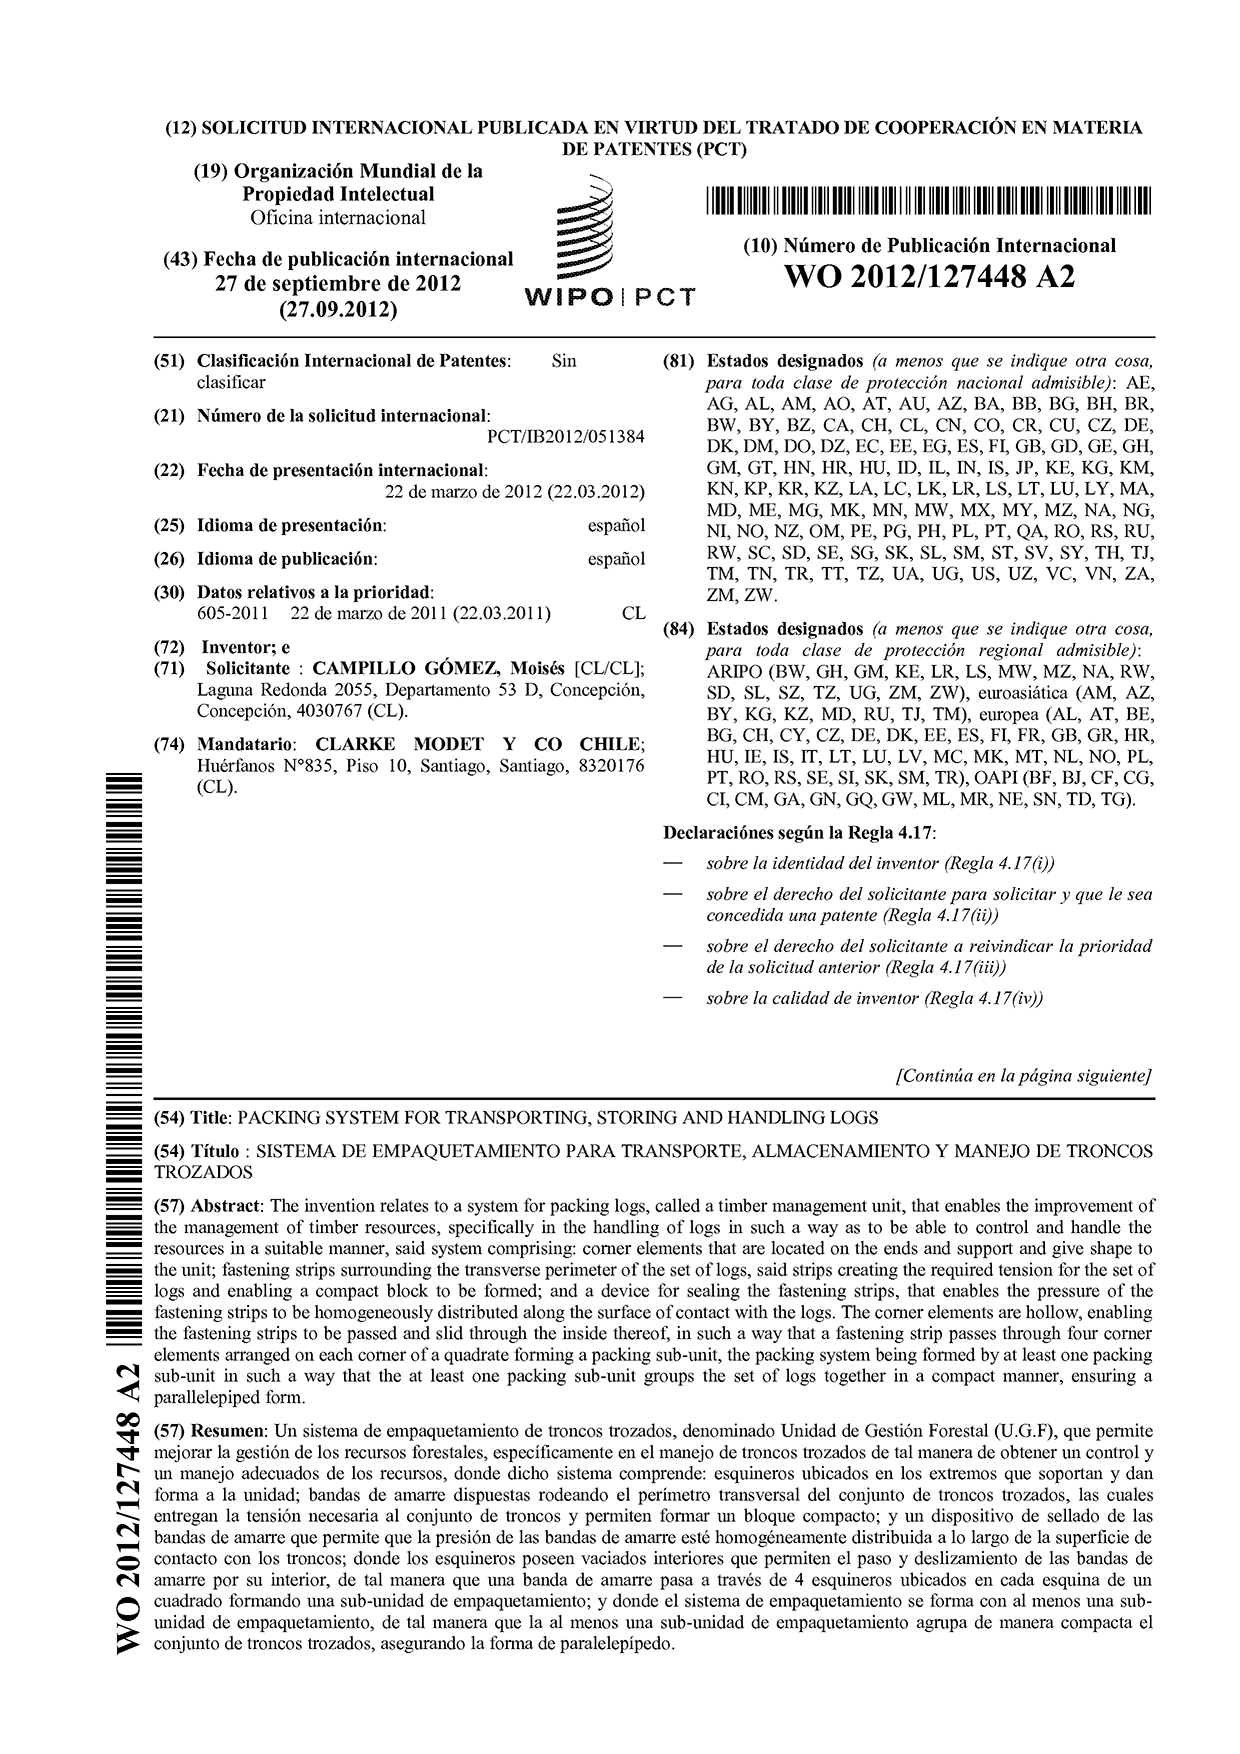 (12) SOLICITUD INTERNACIONAL PUBLICADA EN VIRTUD DEL TRATADO DE COOPERACIÓN EN MATERIA
DE PATENTES (PCT)
(19) Organización Mundial de la
Propiedad Intelectual
Oficina internacional
(43) Fecha de publicación internacional
27 de septiembre de 2012
(27.09.2012)
WIPO | PCT
(10) Número de Publicación Internacional
WO 2012/127448 A2
(51) Clasificación Internacional de Patentes: Sin
clasificar
(21) Número de la solicitud internacional:
PCT/IB2012/051384
(22) Fecha de presentación internacional:
22 de marzo de 2012 (22.03.2012)
(25) Idioma de presentación: español
(26) Idioma de publicación: español
(30) Datos relativos a la prioridad:
605-2011 22 de marzo de 2011 (22.03.2011) CL
(72) Inventor; e
(71) Solicitante : CAMPILLO GÓMEZ, Moisés [CL/CL];
Laguna Redonda 2055, Departamento 53 D, Concepción,
Concepción, 4030767 (CL).
(74) Mandatario: CLARKE MODET Y CO CHILE;
Huérfanos N°835, Piso 10, Santiago, Santiago, 8320176
(CL).
(81) Estados designados (a menos que se indique otra cosa,
para toda clase de protección nacional admisible): AE,
AG, AL, AM, AO, AT, AU, AZ, BA, BB, BG, BH, BR,
BW, BY, BZ, CA, CH, CL, CN, CO, CR, CU, CZ, DE,
DK, DM, DO, DZ, EC, EE, EG, ES, FI, GB, GD, GE, GH,
GM, GT, HN, HR, HU, ID, IL, IN, IS, JP, KE, KG, KM,
KN, KP, KR, KZ, LA, LC, LK, LR, LS, LT, LU, LY, MA,
MD, ME, MG, MK, MN, MW, MX, MY, MZ, NA, NG,
NI, NO, NZ, OM, PE, PG, PH, PL, PT, QA, RO, RS, RU,
RW, SC, SD, SE, SG, SK, SL, SM, ST, SV, SY, TH, TJ,
TM, TN, TR, TT, TZ, UA, UG, US, UZ, VC, VN, ZA,
ZM, ZW.
(84) Estados designados (a menos que se indique otra cosa,
para toda clase de protección regional admisible):
ARIPO (BW, GH, GM, KE, LR, LS, MW, MZ, NA, RW,
SD, SL, SZ, TZ, UG, ZM, ZW), euroasiática (AM, AZ,
BY, KG, KZ, MD, RU, TJ, TM), europea (AL, AT, BE,
BG, CH, CY, CZ, DE, DK, EE, ES, FI, FR, GB, GR, HR,
HU, IE, IS, IT, LT, LU, LV, MC, MK, MT, NL, NO, PL,
PT, RO, RS, SE, SI, SK, SM, TR), OAPI (BF, BJ, CF, CG,
CI, CM, GA, GN, GQ, GW, ML, MR, NE, SN, TD, TG).
Declaraciónes según la Regla 4.17:
— sobre la identidad del inventor (Regla 4.17(i))
— sobre el derecho del solicitante para solicitar y que le sea
concedida una patente (Regla 4.17(ii))
— sobre el derecho del solicitante a reivindicar la prioridad
de la solicitud anterior (Regla 4.17(iii))
— sobre la calidad de inventor (Regla 4.17(iv))
[Continúa en la página siguiente]
(54) Title: PACKING SYSTEM FOR TRANSPORTING, STORING AND HANDLING LOGS
(54) Título : SISTEMA DE EMPAQUETAMIENTO PARA TRANSPORTE, ALMACENAMIENTO Y MANEJO DE TRONCOS
TROZADOS
(57) Abstract: The invention relates to a system for packing logs, called a timber management unit, that enables the improvement of
the management of timber resources, specifically in the handling of logs in such a way as to be able to control and handle the
resources in a suitable manner, said system comprising: corner elements that are located on the ends and support and give shape to
the unit; fastening strips surrounding the transverse perimeter of the set of logs, said strips creating the required tension for the set of
logs and enabling a compact block to be formed; and a device for sealing the fastening strips, that enables the pressure of the
fastening strips to be homogeneously distributed along the surface of contact with the logs. The corner elements are hollow, enabling
the fastening strips to be passed and slid through the inside thereof, in such a way that a fastening strip passes through four corner
elements arranged on each corner of a quadrate forming a packing sub-unit, the packing system being formed by at least one packing
sub-unit in such a way that the at least one packing sub-unit groups the set of logs together in a compact manner, ensuring a
parallelepiped form.
(57) Resumen: Un sistema de empaquetamiento de troncos trozados, denominado Unidad de Gestión Forestal (U.G.F), que permite
mejorar la gestión de los recursos forestales, específicamente en el manejo de troncos trozados de tal manera de obtener un control y
un manejo adecuados de los recursos, donde dicho sistema comprende: esquineros ubicados en los extremos que soportan y dan
forma a la unidad; bandas de amarre dispuestas rodeando el perímetro transversal del conjunto de troncos trozados, las cuales
entregan la tensión necesaria al conjunto de troncos y permiten formar un bloque compacto; y un dispositivo de sellado de las
bandas de amarre que permite que la presión de las bandas de amarre esté homogéneamente distribuida a lo largo de la superficie de
contacto con los troncos; donde los esquineros poseen vaciados interiores que permiten el paso y deslizamiento de las bandas de
amarre por su interior, de tal manera que una banda de amarre pasa a través de 4 esquineros ubicados en cada esquina de un
cuadrado formando una sub-unidad de empaquetamiento; y donde el sistema de empaquetamiento se forma con al menos una sub-
unidad de empaquetamiento, de tal manera que la al menos una sub-unidad de empaquetamiento agrupa de manera compacta el
conjunto de troncos trozados, asegurando la forma de paralelepípedo.
WO 2012/127448 A2